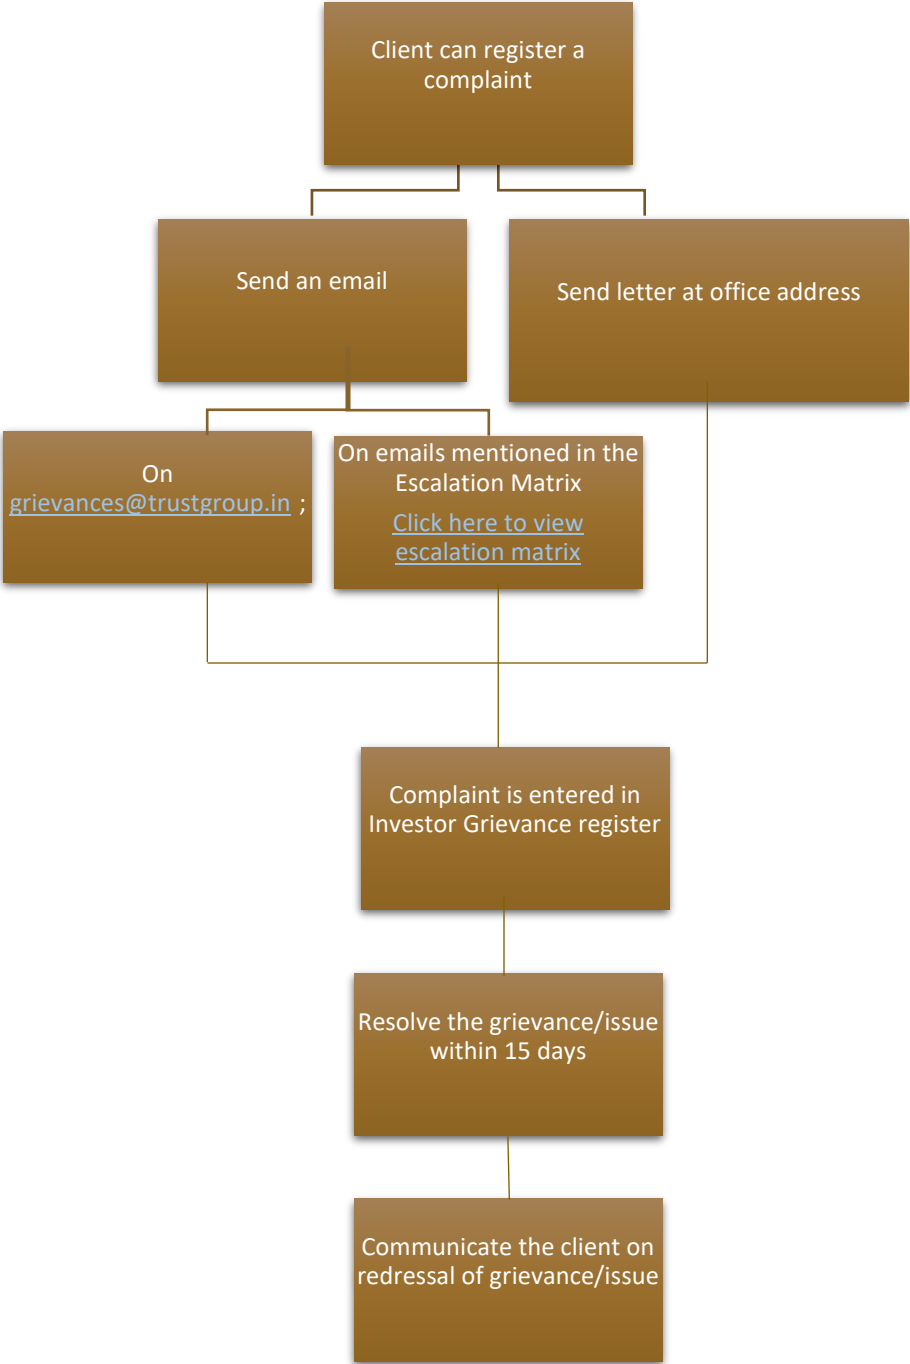 Client can register a
complaint
Send an email
Send letter at office address
On
grievances@trustgroup.in ;
On emails mentioned in the
Escalation Matrix
Click here to view
escalation matrix
Complaint is entered in
Investor Grievance register
Resolve the grievance/issue
within 15 days
Communicate the client on
redressal of grievance/issue